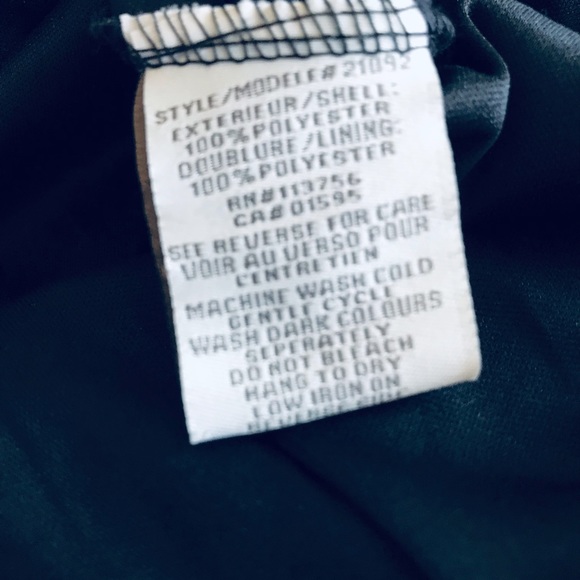 STYLE/MODELE# 21092
EXTERIEUR/SHELL:
100%POLYESTER
DOUBLURE/LINING:
100%POLYESTER
RN#113756
CA# 01595
SEE REVERSE FOR CARE
VOIR AU VERSO POUR
L'ENTRETIEN
MACHINE WASH COLD
GENTLE CYCLE
WASH DARK COLOURS
SEPERATELY
DO NOT BLEACH
HANG TO DRY
LOW IRON ON
REVERSE